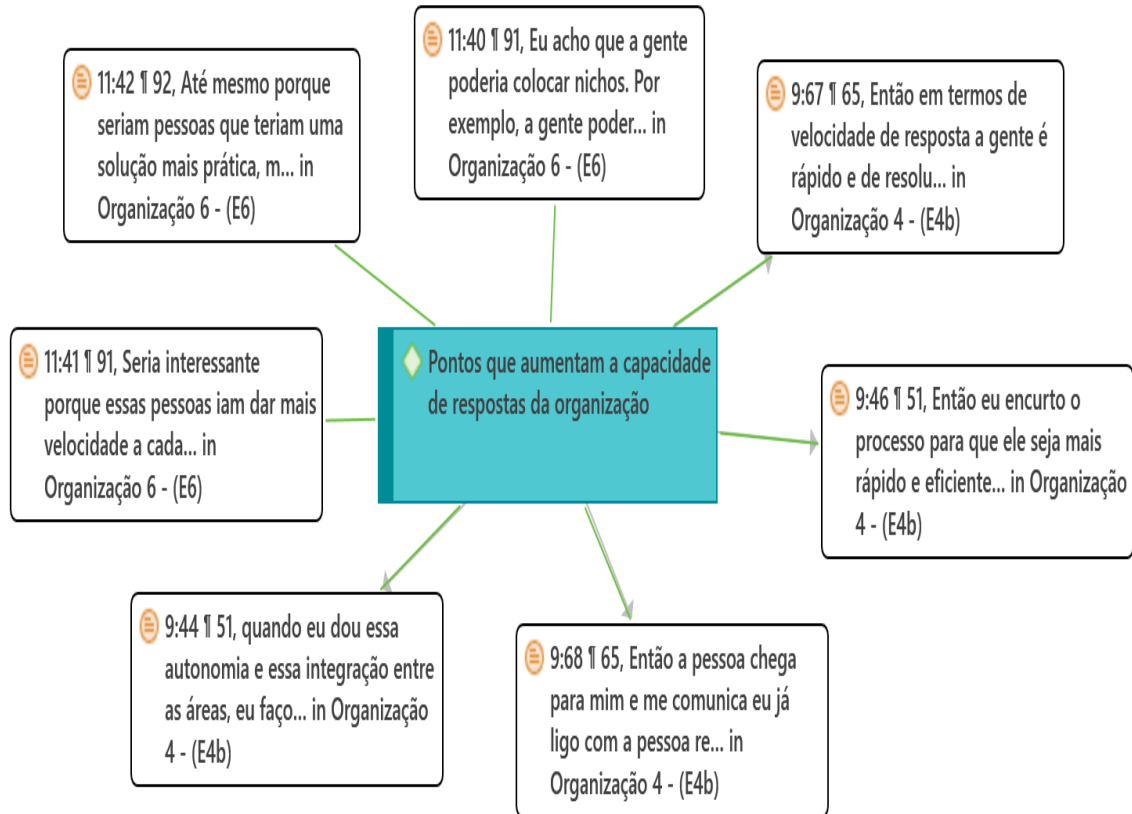 11:40 ¶ 91, Eu acho que a gente
poderia colocar nichos. Por
exemplo, a gente poder... in
Organização 6 - (E6)
11:42 ¶ 92, Até mesmo porque
seriam pessoas que teriam uma
solução mais prática, m... in
Organização 6 - (E6)
9:67 ¶ 65, Então em termos de
velocidade de resposta a gente é
rápido e de resolu... in
Organização 4 - (E4b)
11:41 ¶ 91, Seria interessante
porque essas pessoas iam dar mais
velocidade a cada... in
Organização 6 - (E6)
Pontos que aumentam a capacidade
de respostas da organização
9:46 ¶ 51, Então eu encurto o
processo para que ele seja mais
rápido e eficiente... in Organização
4 - (E4b)
9:44 ¶ 51, quando eu dou essa
autonomia e essa integração entre
as áreas, eu faço... in Organização
4 - (E4b)
9:68 ¶ 65, Então a pessoa chega
para mim e me comunica eu já
ligo com a pessoa re... in
Organização 4 - (E4b)